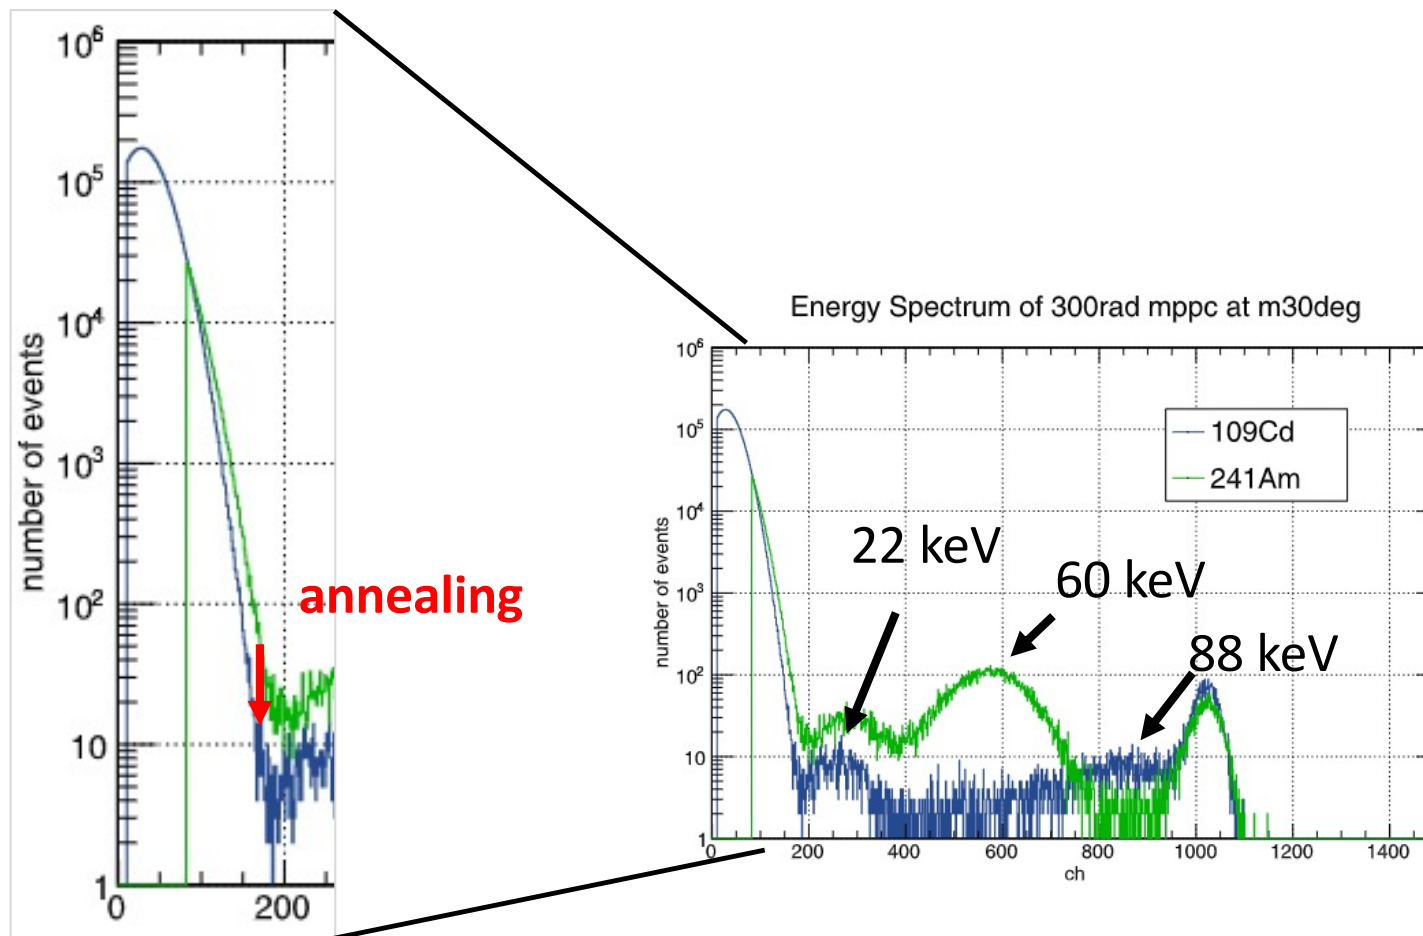 10⁶
10⁵
10⁴
10³
10²
10
1
0
200
number of events
annealing
Energy Spectrum of 300rad mppc at m30deg
10⁶
10⁵
10⁴
10³
10²
10
1
number of events
109Cd
241Am
22 keV
60 keV
88 keV
0 200 400 600 800 1000 1200 1400
ch